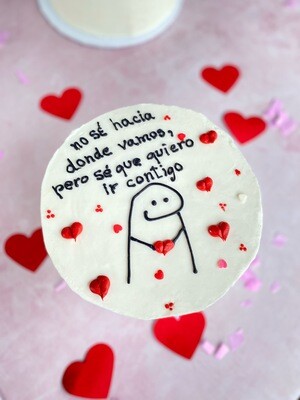 no sé hacia
donde vamos,
pero sé que quiero
ir contigo